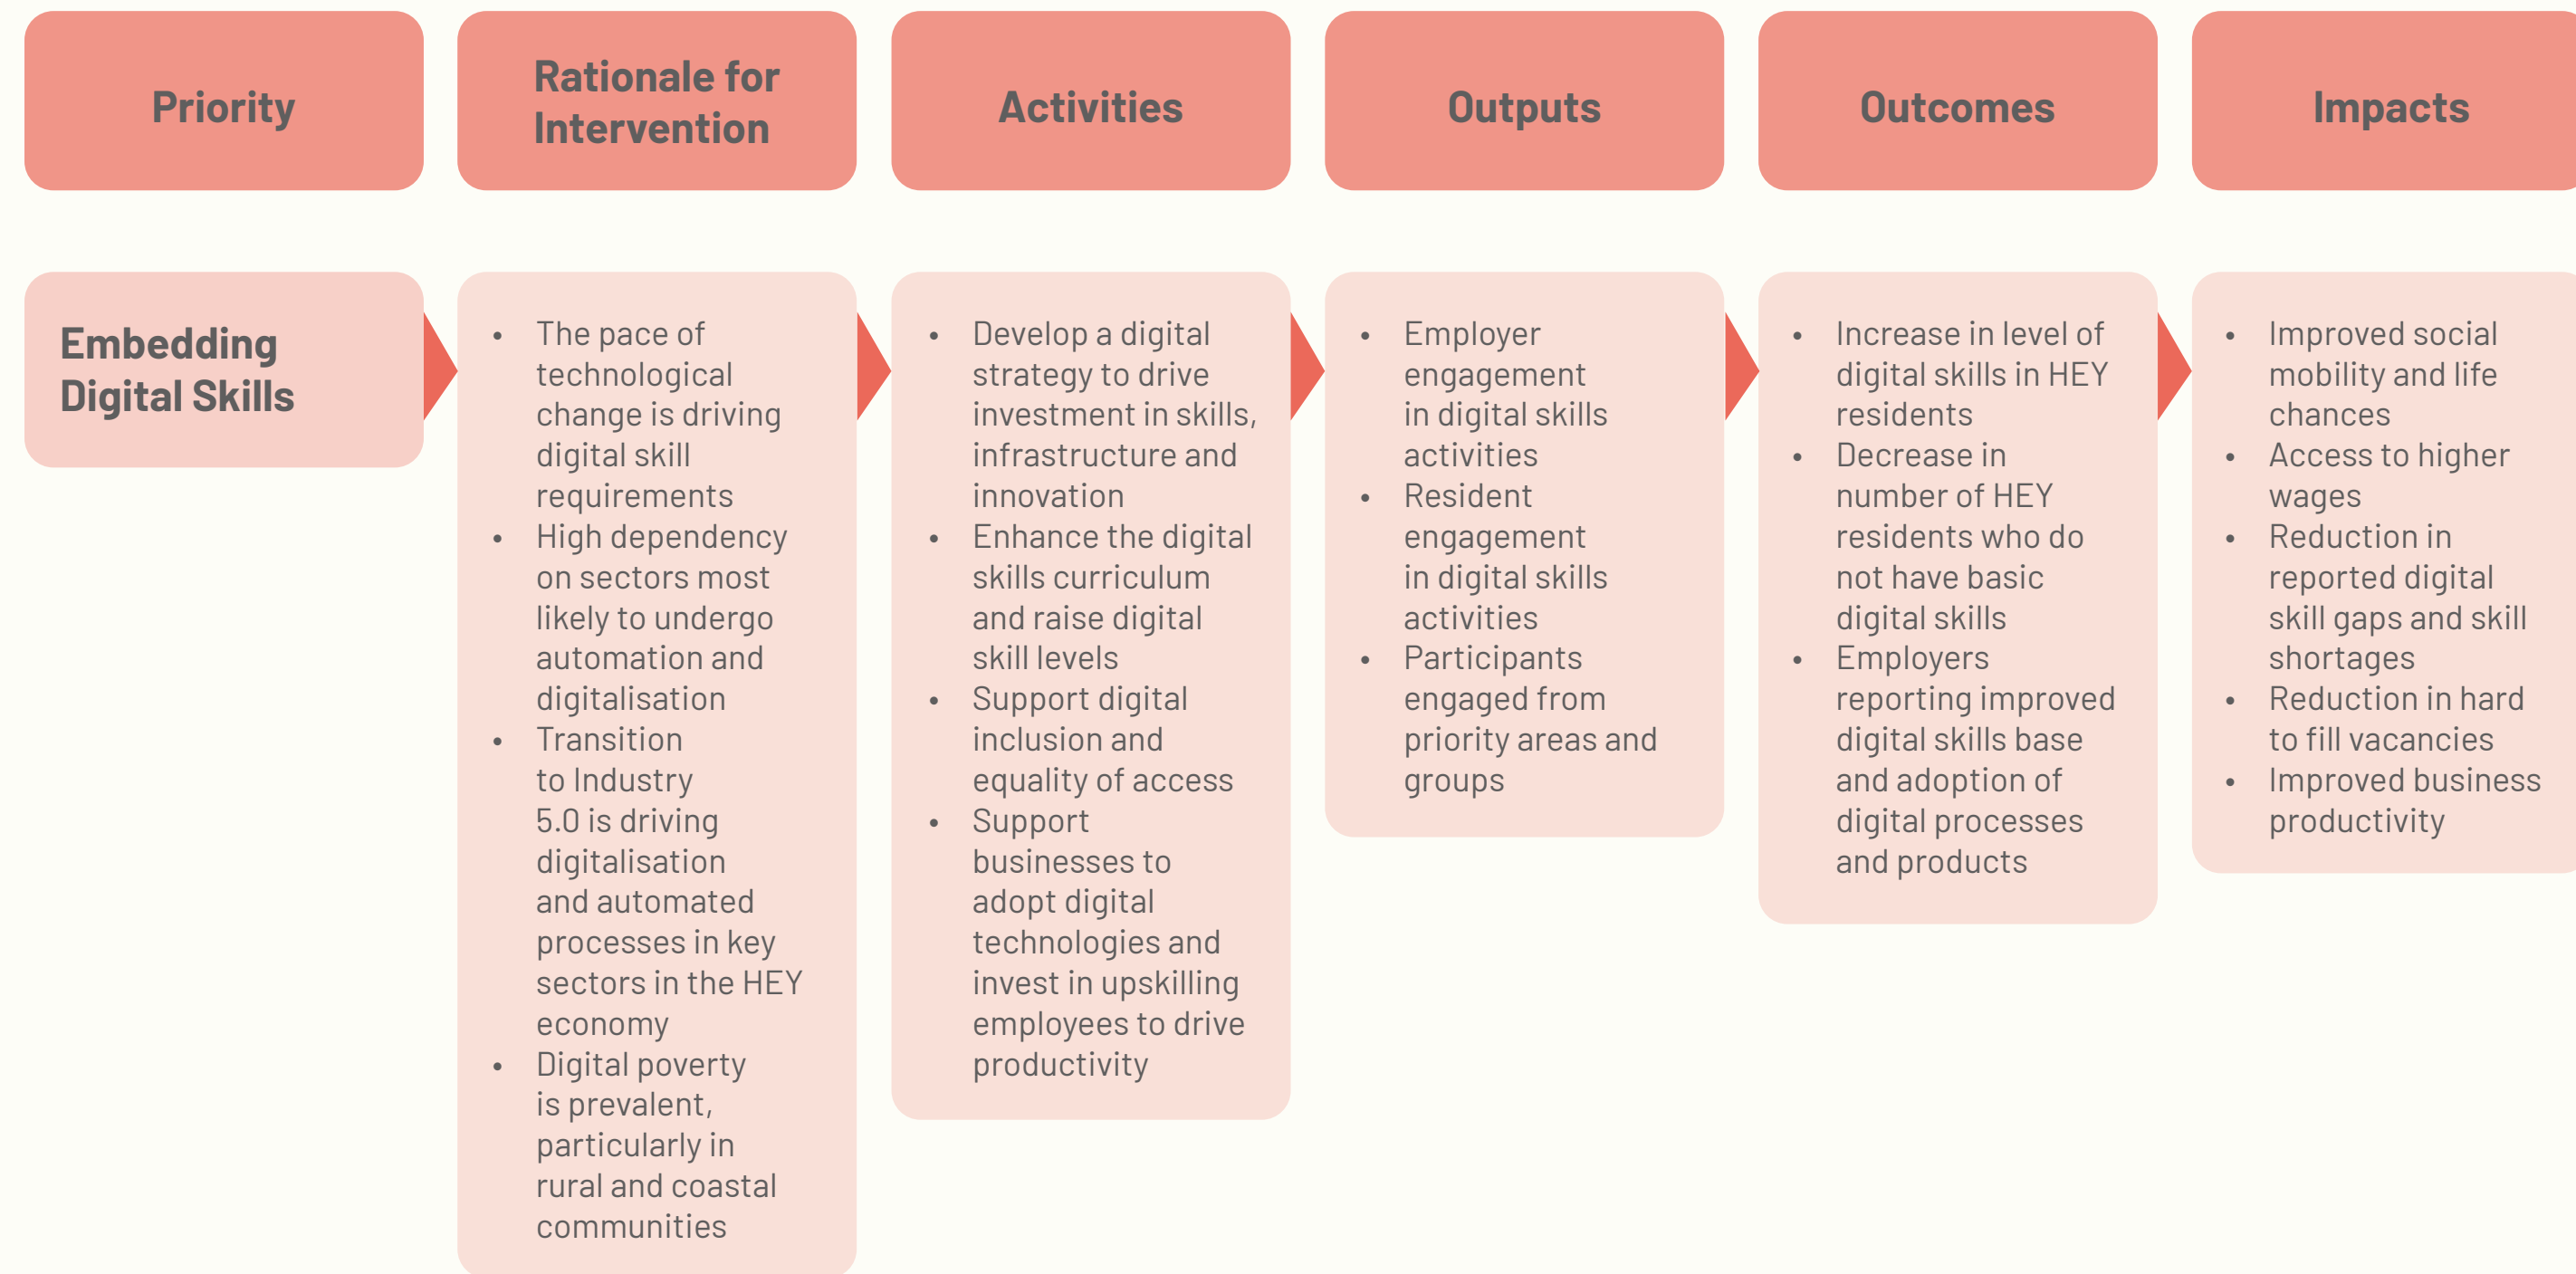 Priority
Rationale for
Intervention
Activities
Outputs
Outcomes
Impacts
Embedding
Digital Skills
• The pace of
technological
change is driving
digital skill
requirements
• High dependency
on sectors most
likely to undergo
automation and
digitalisation
• Transition
to Industry
5.0 is driving
digitalisation
and automated
processes in key
sectors in the HEY
economy
• Digital poverty
is prevalent,
particularly in
rural and coastal
communities
• Develop a digital
strategy to drive
investment in skills,
infrastructure and
innovation
• Enhance the digital
skills curriculum
and raise digital
skill levels
• Support digital
inclusion and
equality of access
• Support
businesses to
adopt digital
technologies and
invest in upskilling
employees to drive
productivity
• Employer
engagement
in digital skills
activities
• Resident
engagement
in digital skills
activities
• Participants
engaged from
priority areas and
groups
• Increase in level of
digital skills in HEY
residents
• Decrease in
number of HEY
residents who do
not have basic
digital skills
• Employers
reporting improved
digital skills base
and adoption of
digital processes
and products
• Improved social
mobility and life
chances
• Access to higher
wages
• Reduction in
reported digital
skill gaps and skill
shortages
• Reduction in hard
to fill vacancies
• Improved business
productivity